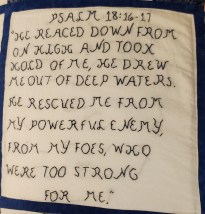 PSALM 18:16-17
"HE REACED DOWN FROM
ON HIGH AND TOOK
HOLD OF ME, HE DREW
ME OUT OF DEEP WATERS.
HE RESCUED ME FROM
MY POWERFUL ENEMY,
FROM MY FOES, WHO
WERE TOO STRONG
FOR ME."